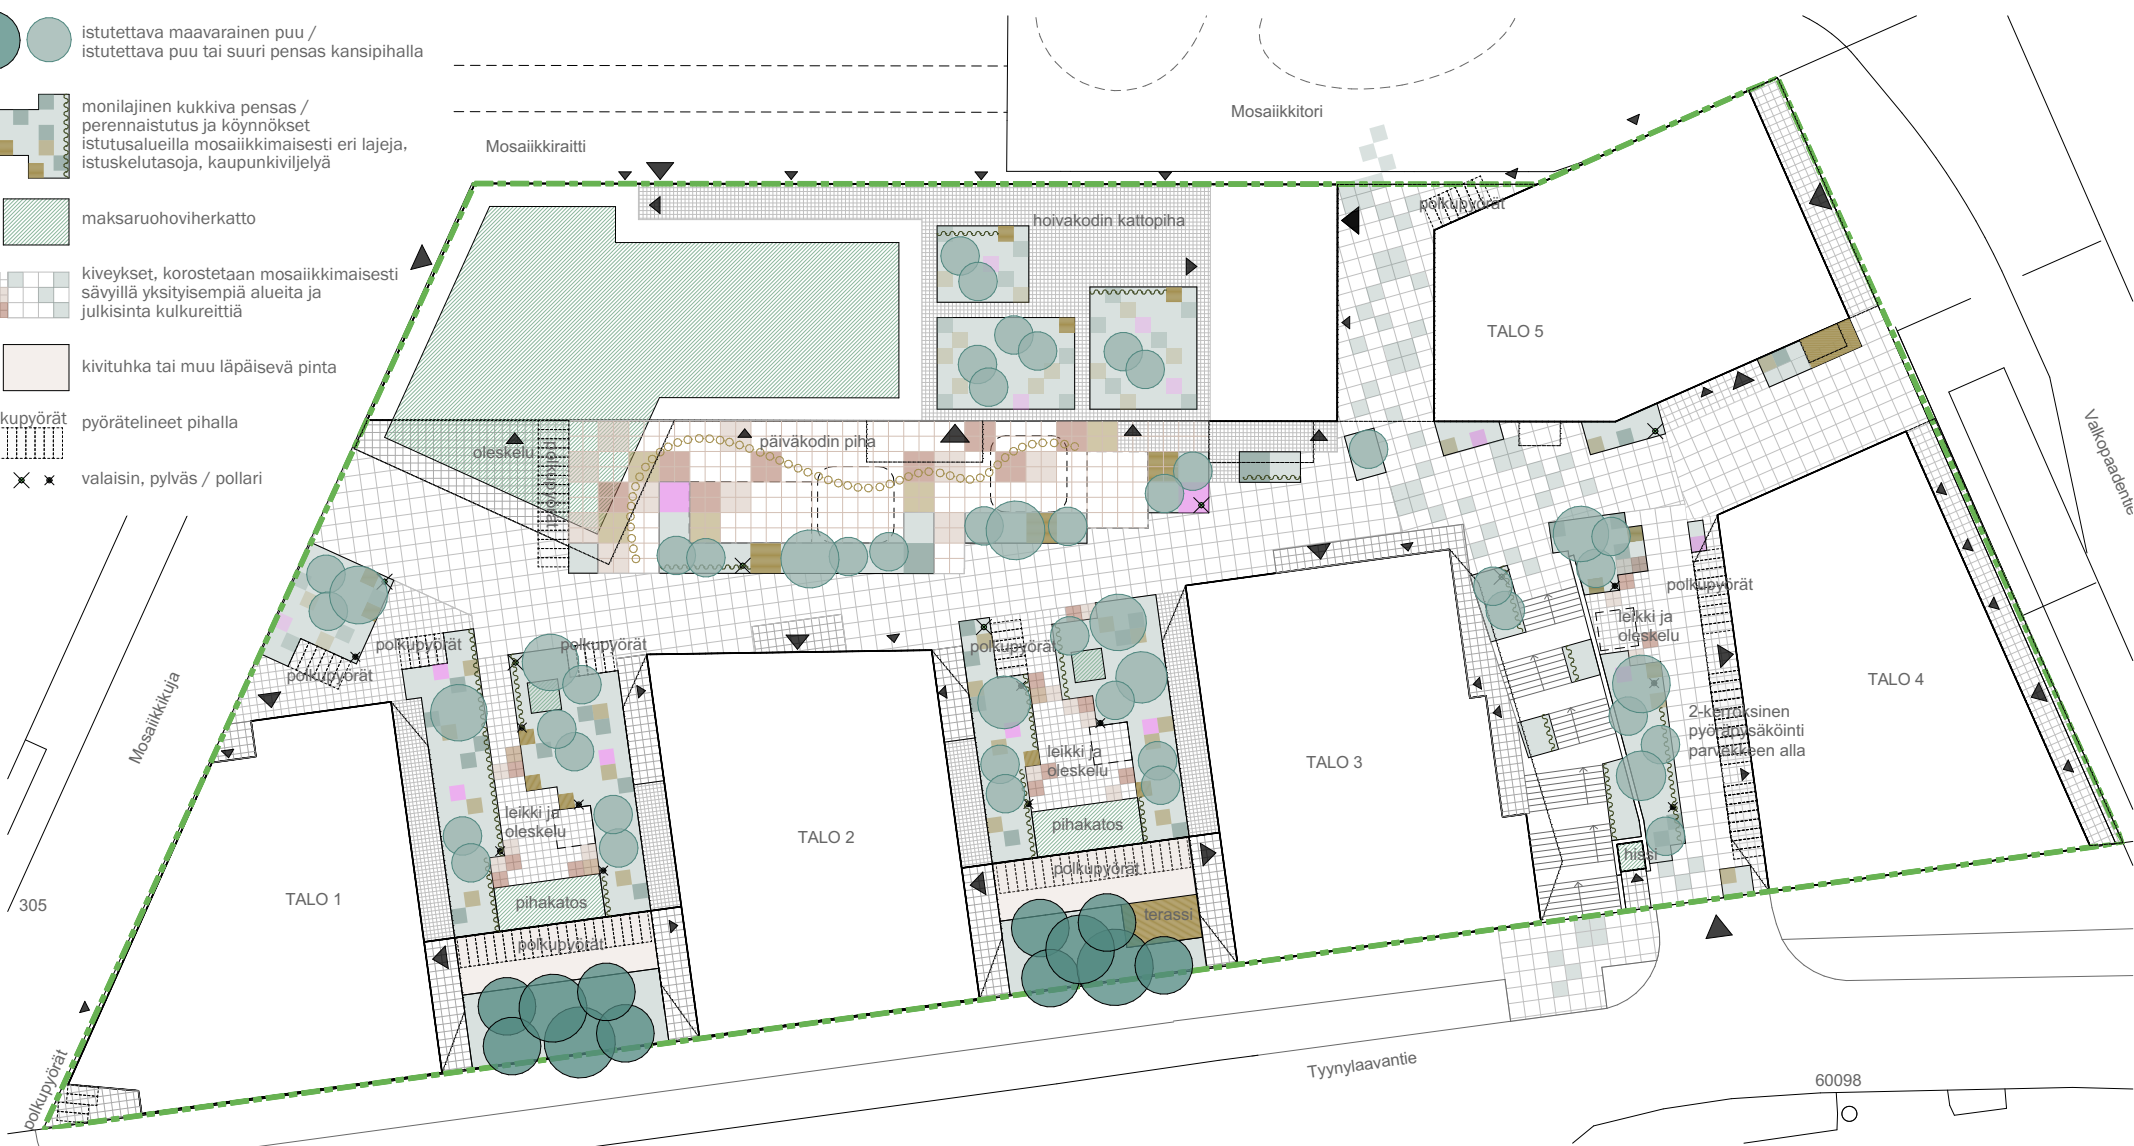 istutettava maavarainen puu /
istutettava puu tai suuri pensas kansipihalla
monilajinen kukkiva pensas /
perennaistutus ja köynnökset
istutusalueilla mosaiikkimaisesti eri lajeja,
istuskelutasoja, kaupunkiviljelyä
maksaruohoviherkatto
kiveykset, korostetaan mosaiikkimaisesti
sävyillä yksityisempiä alueita ja
julkisinta kulkureittiä
kivituhka tai muu läpäisevä pinta
kupyörät
pyörätelineet pihalla
valaisin, pylväs / pollari
Mosaiikkiraitti
Mosaiikkitori
hoivakodin kattopiha
polkupyörät
TALO 5
Valkopaadentie
oleskelu
polkupyörät
päiväkodin piha
polkupyörät
polkupyörät
polkupyörät
polkupyörät
polkupyörät
leikki ja
oleskelu
TALO 4
Mosaiikkikuja
leikki ja
oleskelu
2-kerroksinen
pyöräpysäköinti
parvekkeen alla
TALO 3
leikki ja
oleskelu
pihakatos
TALO 2
hissi
polkupyörät
305
TALO 1
pihakatos
terassi
polkupyörät
polkupyörät
Tyynylaavantie
60098